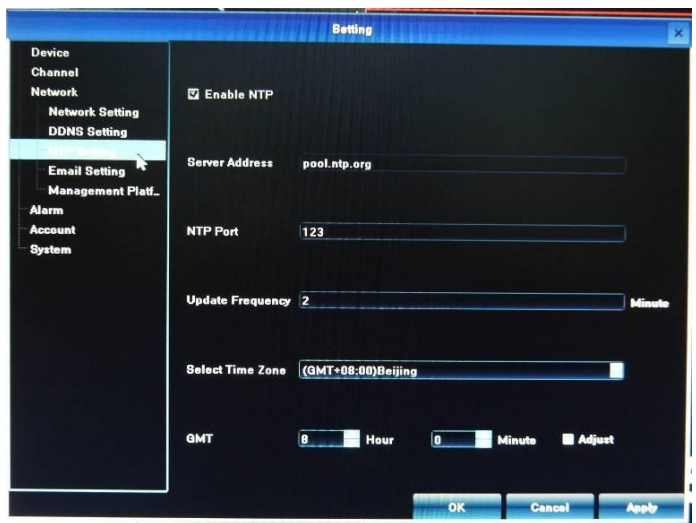 Setting
Device
Channel
Network
Network Setting
DDNS Setting
NTP Setting
Email Setting
Management Platf_
Alarm
Account
System
Enable NTP
Server Address pool.ntp.org
NTP Port 123
Update Frequency 2 Minute
Select Time Zone (GMT+08:00)Beijing
GMT 8 Hour 0 Minute Adjust
OK Cancel Apply